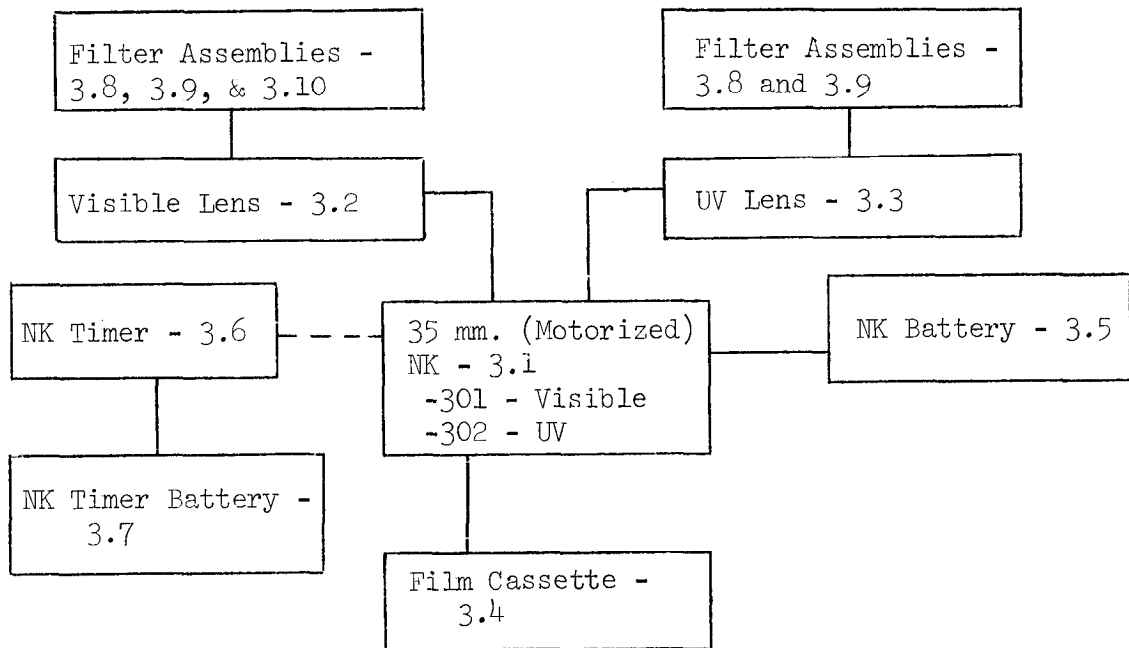 Filter Assemblies -
3.8, 3.9, & 3.10
Filter Assemblies -
3.8 and 3.9
Visible Lens - 3.2
UV Lens - 3.3
NK Timer - 3.6
35 mm. (Motorized)
NK - 3.1
-301 - Visible
-302 - UV
NK Battery - 3.5
NK Timer Battery -
3.7
Film Cassette -
3.4